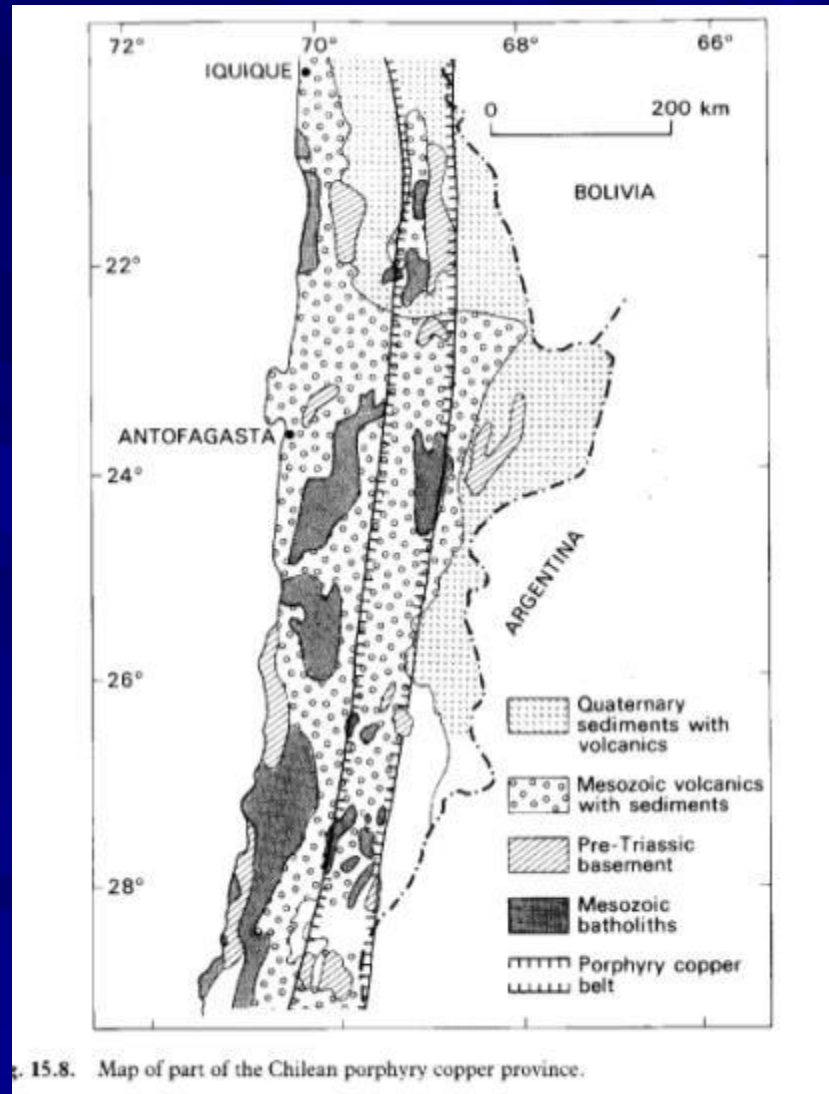 72° 70° 68° 66°
IQUIQUE
0 200 km
BOLIVIA
22°
ANTOFAGASTA
24°
ARGENTINA
26°
Quaternary
sediments with
volcanics
Mesozoic volcanics
with sediments
Pre-Triassic
basement
28°
Mesozoic
batholiths
Porphyry copper
belt
15.8. Map of part of the Chilean porphyry copper province.